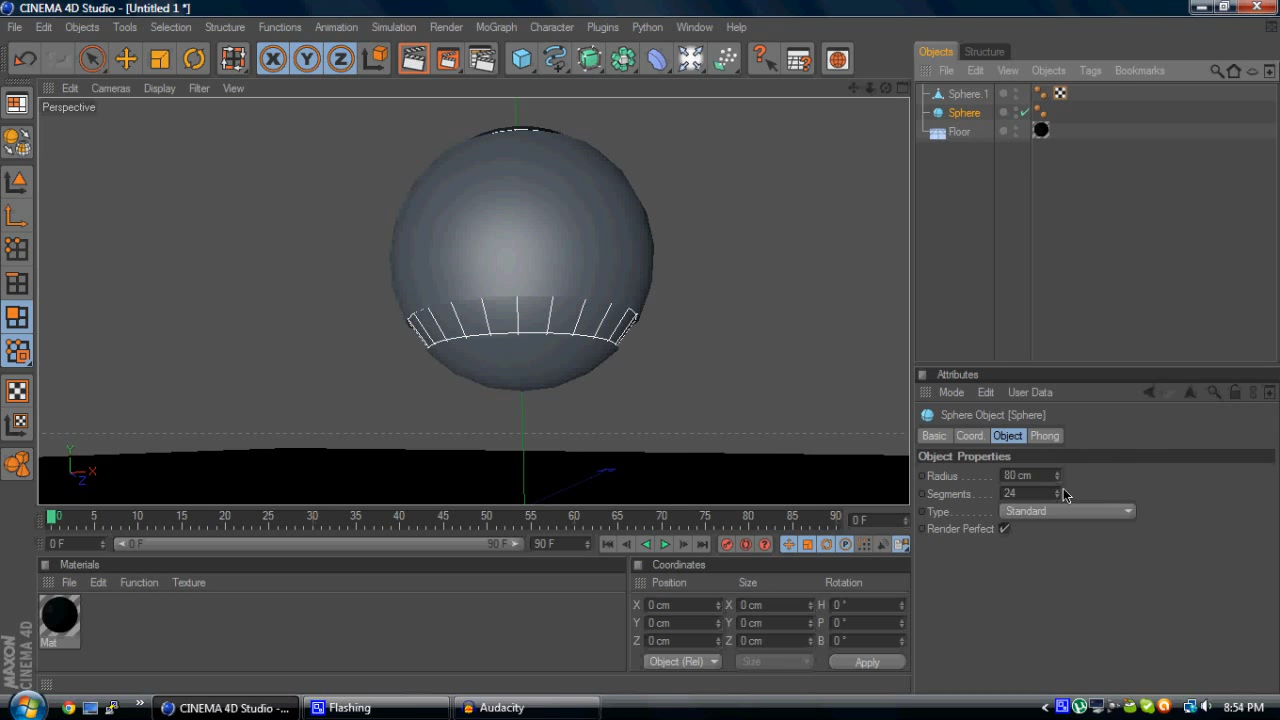 CINEMA 4D Studio - [Untitled 1 *]
File Edit Objects Tools Selection Structure Functions Animation Simulation Render MoGraph Character Plugins Python Window Help
Edit Cameras Display Filter View
Perspective
Y
X
Z
0 5 10 15 20 25 30 35 40 45 50 55 60 65 70 75 80 85 90 0 F
0 F 0 F 90 F 90 F
Materials
File Edit Function Texture
Mat
MAXON
CINEMA 4D
Coordinates
Position Size Rotation
X 0 cm X 0 cm H 0 °
Y 0 cm Y 0 cm P 0 °
Z 0 cm Z 0 cm B 0 °
Object (Rel) Size Apply
Objects Structure
File Edit View Objects Tags Bookmarks
Sphere.1
Sphere
Floor
Attributes
Mode Edit User Data
Sphere Object [Sphere]
Basic Coord. Object Phong
Object Properties
Radius . . . . . . 80 cm
Segments . . . . 24
Type . . . . . . . . Standard
Render Perfect
CINEMA 4D Studio -... Flashing Audacity 8:54 PM